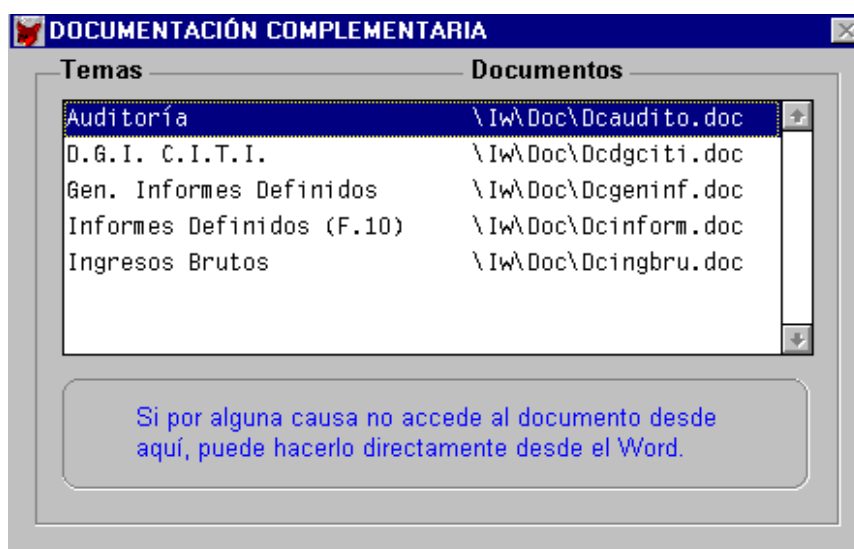 DOCUMENTACIÓN COMPLEMENTARIA
Temas Documentos
Auditoría \Iw\Doc\Dcaudito.doc
D.G.I. C.I.T.I. \Iw\Doc\Dcdgciti.doc
Gen. Informes Definidos \Iw\Doc\Dcgeninf.doc
Informes Definidos (F.10) \Iw\Doc\Dcinform.doc
Ingresos Brutos \Iw\Doc\Dcingbru.doc
Si por alguna causa no accede al documento desde
aquí, puede hacerlo directamente desde el Word.